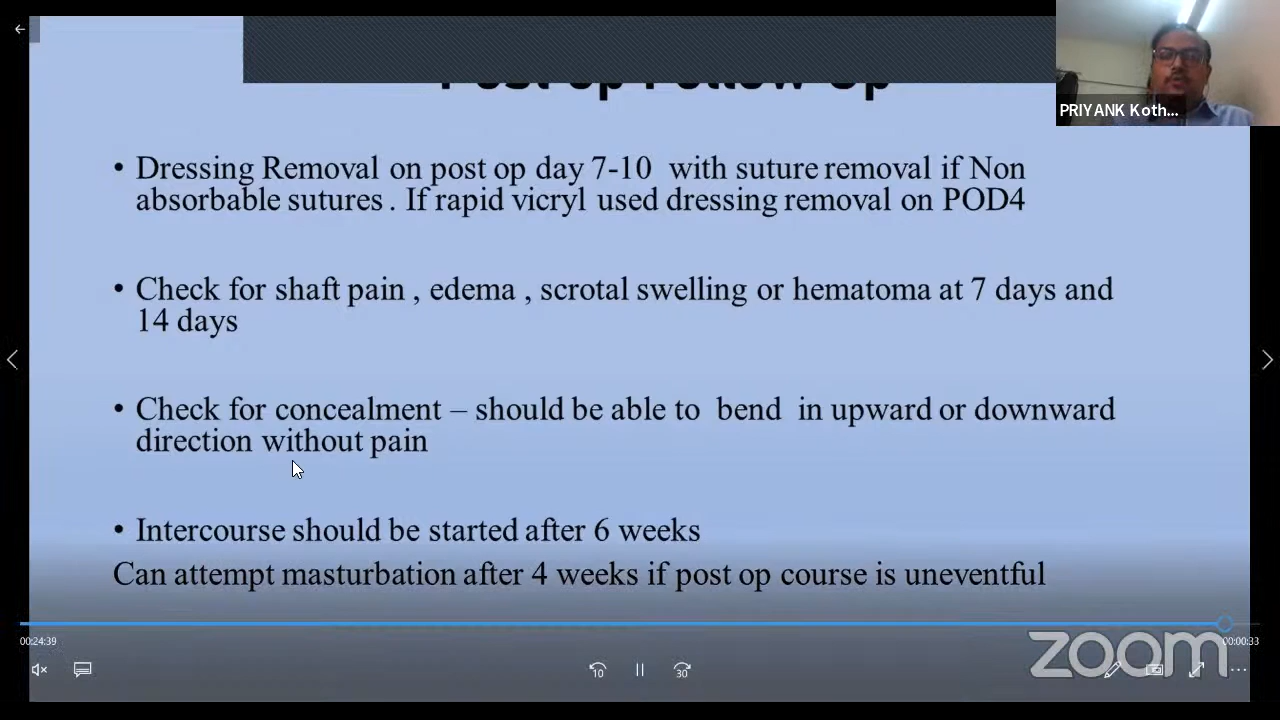 Post op Follow Up
PRIYANK Koth...
• Dressing Removal on post op day 7-10 with suture removal if Non
absorbable sutures . If rapid vicryl used dressing removal on POD4
• Check for shaft pain , edema , scrotal swelling or hematoma at 7 days and
14 days
• Check for concealment – should be able to bend in upward or downward
direction without pain
• Intercourse should be started after 6 weeks
Can attempt masturbation after 4 weeks if post op course is uneventful
00:24:39
00:00:33
zoom
10
30